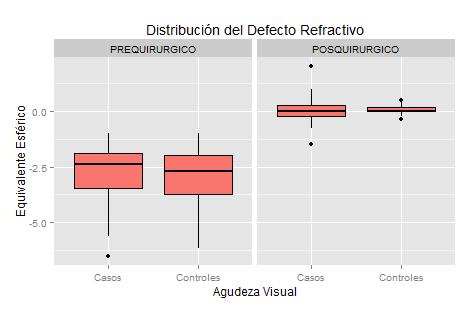 Distribución del Defecto Refractivo
PREQUIRURGICO POSQUIRURGICO
Equivalente Esférico
0.0
-2.5
-5.0
Casos Controles Casos Controles
Agudeza Visual